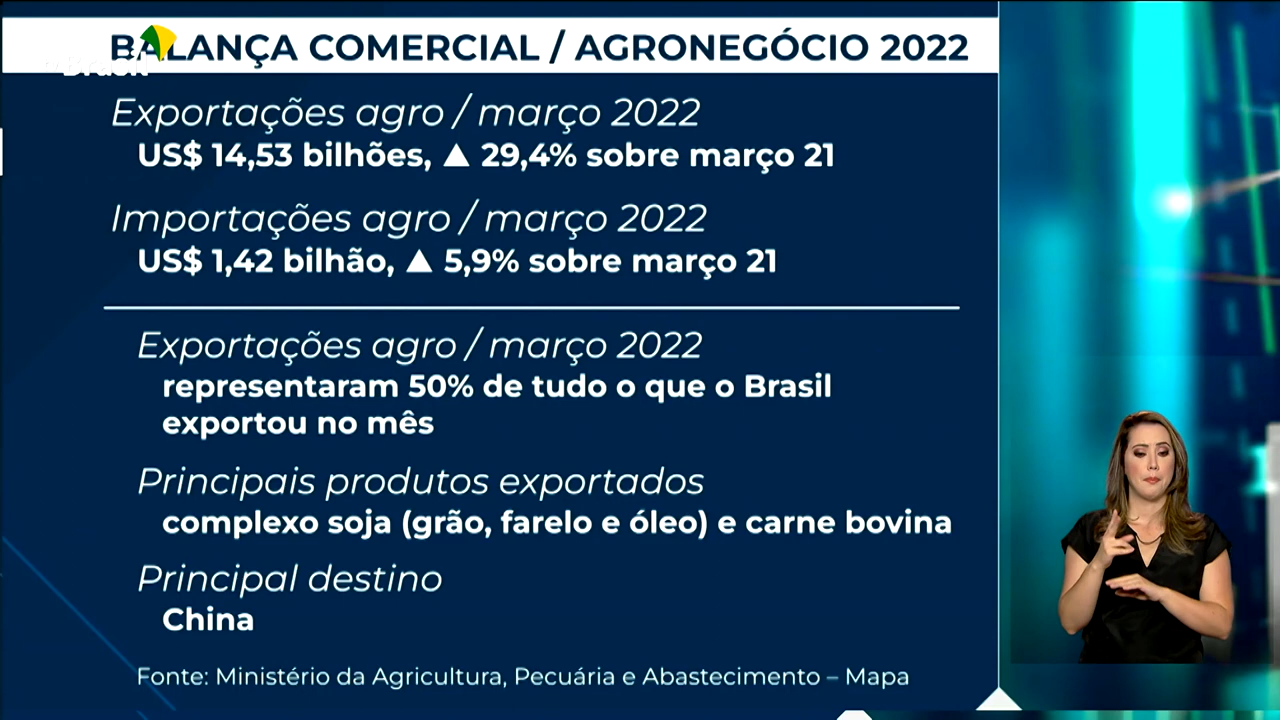 BALANÇA COMERCIAL / AGRONEGÓCIO 2022
Brasil
Exportações agro / março 2022
US$ 14,53 bilhões, ▲ 29,4% sobre março 21
Importações agro / março 2022
US$ 1,42 bilhão, ▲ 5,9% sobre março 21
Exportações agro / março 2022
representaram 50% de tudo o que o Brasil
exportou no mês
Principais produtos exportados
complexo soja (grão, farelo e óleo) e carne bovina
Principal destino
China
Fonte: Ministério da Agricultura, Pecuária e Abastecimento – Mapa